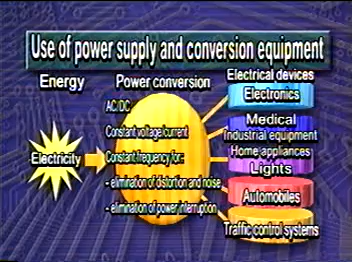 Use of power supply and conversion equipment
Energy
Power conversion
Electrical devices
Electricity
AC/DC
Constant voltage/current
Constant frequency for-
- elimination of distortion and noise
- elimination of power interruption
Electronics
Medical
Industrial equipment
Home appliances
Lights
Automobiles
Traffic control systems